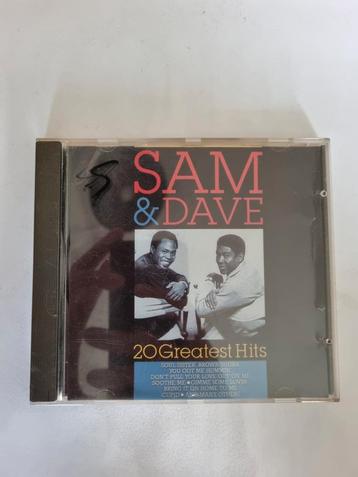 SAM
& DAVE
20 Greatest Hits
SOUL SISTER, BROWN SUGAR
YOU GOT ME HUMMIN'
DON'T PULL YOUR LOVE OUT ON ME
SOOTHE ME • GIMME SOME LOVIN'
BRING IT ON HOME TO ME
CUPID • AND MANY OTHERS